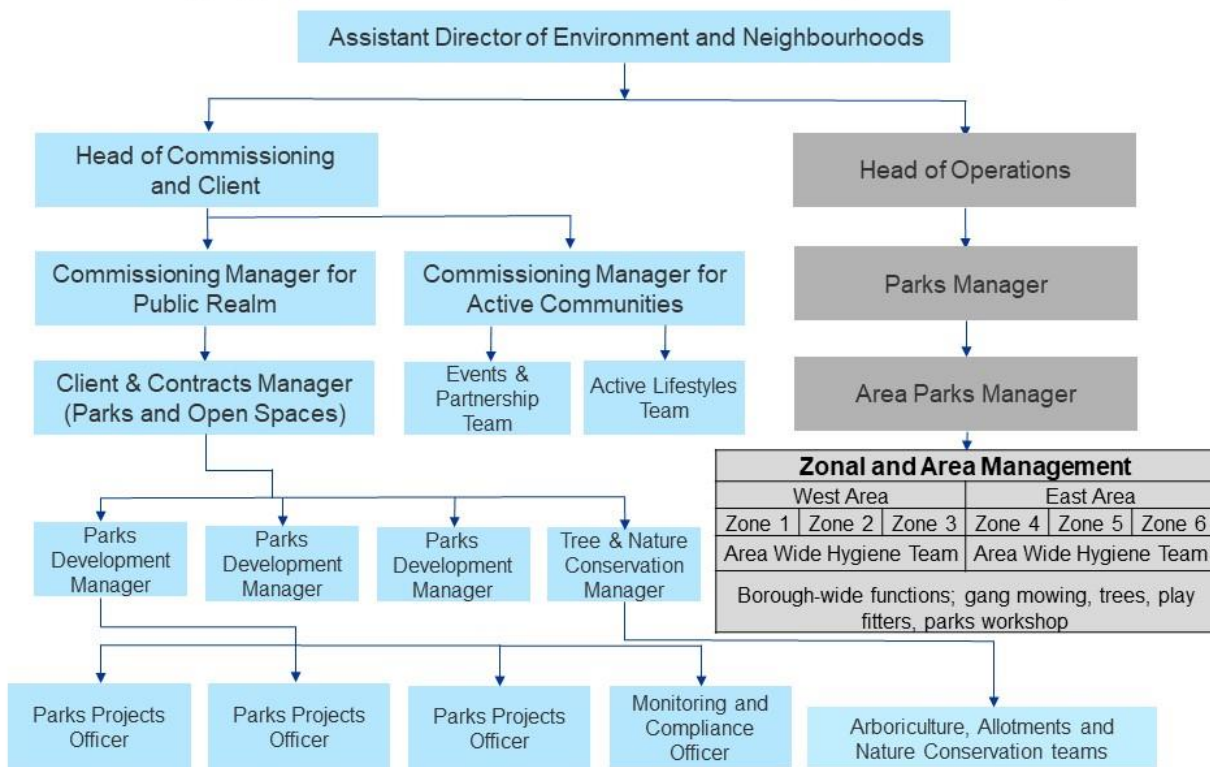 Assistant Director of Environment and Neighbourhoods
Head of Commissioning
and Client
Head of Operations
Commissioning Manager for
Public Realm
Commissioning Manager for
Active Communities
Parks Manager
Client & Contracts Manager
(Parks and Open Spaces)
Events &
Partnership
Team
Active Lifestyles
Team
Area Parks Manager
Zonal and Area Management
West Area
East Area
Zone 1
Zone 2
Zone 3
Zone 4
Zone 5
Zone 6
Area Wide Hygiene Team
Area Wide Hygiene Team
Borough-wide functions; gang mowing, trees, play
fitters, parks workshop
Parks
Development
Manager
Parks
Development
Manager
Parks
Development
Manager
Tree & Nature
Conservation
Manager
Parks Projects
Officer
Parks Projects
Officer
Parks Projects
Officer
Monitoring and
Compliance
Officer
Arboriculture, Allotments and
Nature Conservation teams